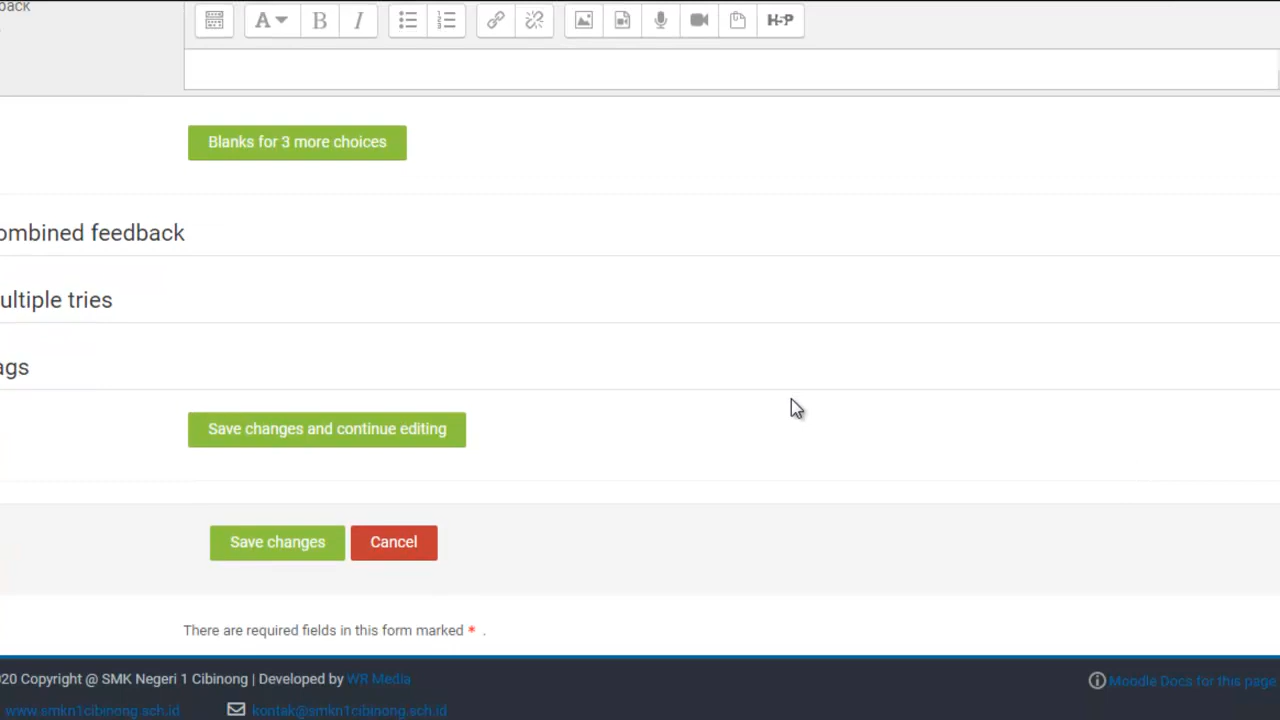 back
A B I H-P
Blanks for 3 more choices
ombined feedback
ultiple tries
ags
Save changes and continue editing
Save changes Cancel
There are required fields in this form marked * .
20 Copyright @ SMK Negeri 1 Cibinong | Developed by WR Media
Moodle Docs for this page
www.smkn1cibinong.sch.id kontak@smkn1cibinong.sch.id